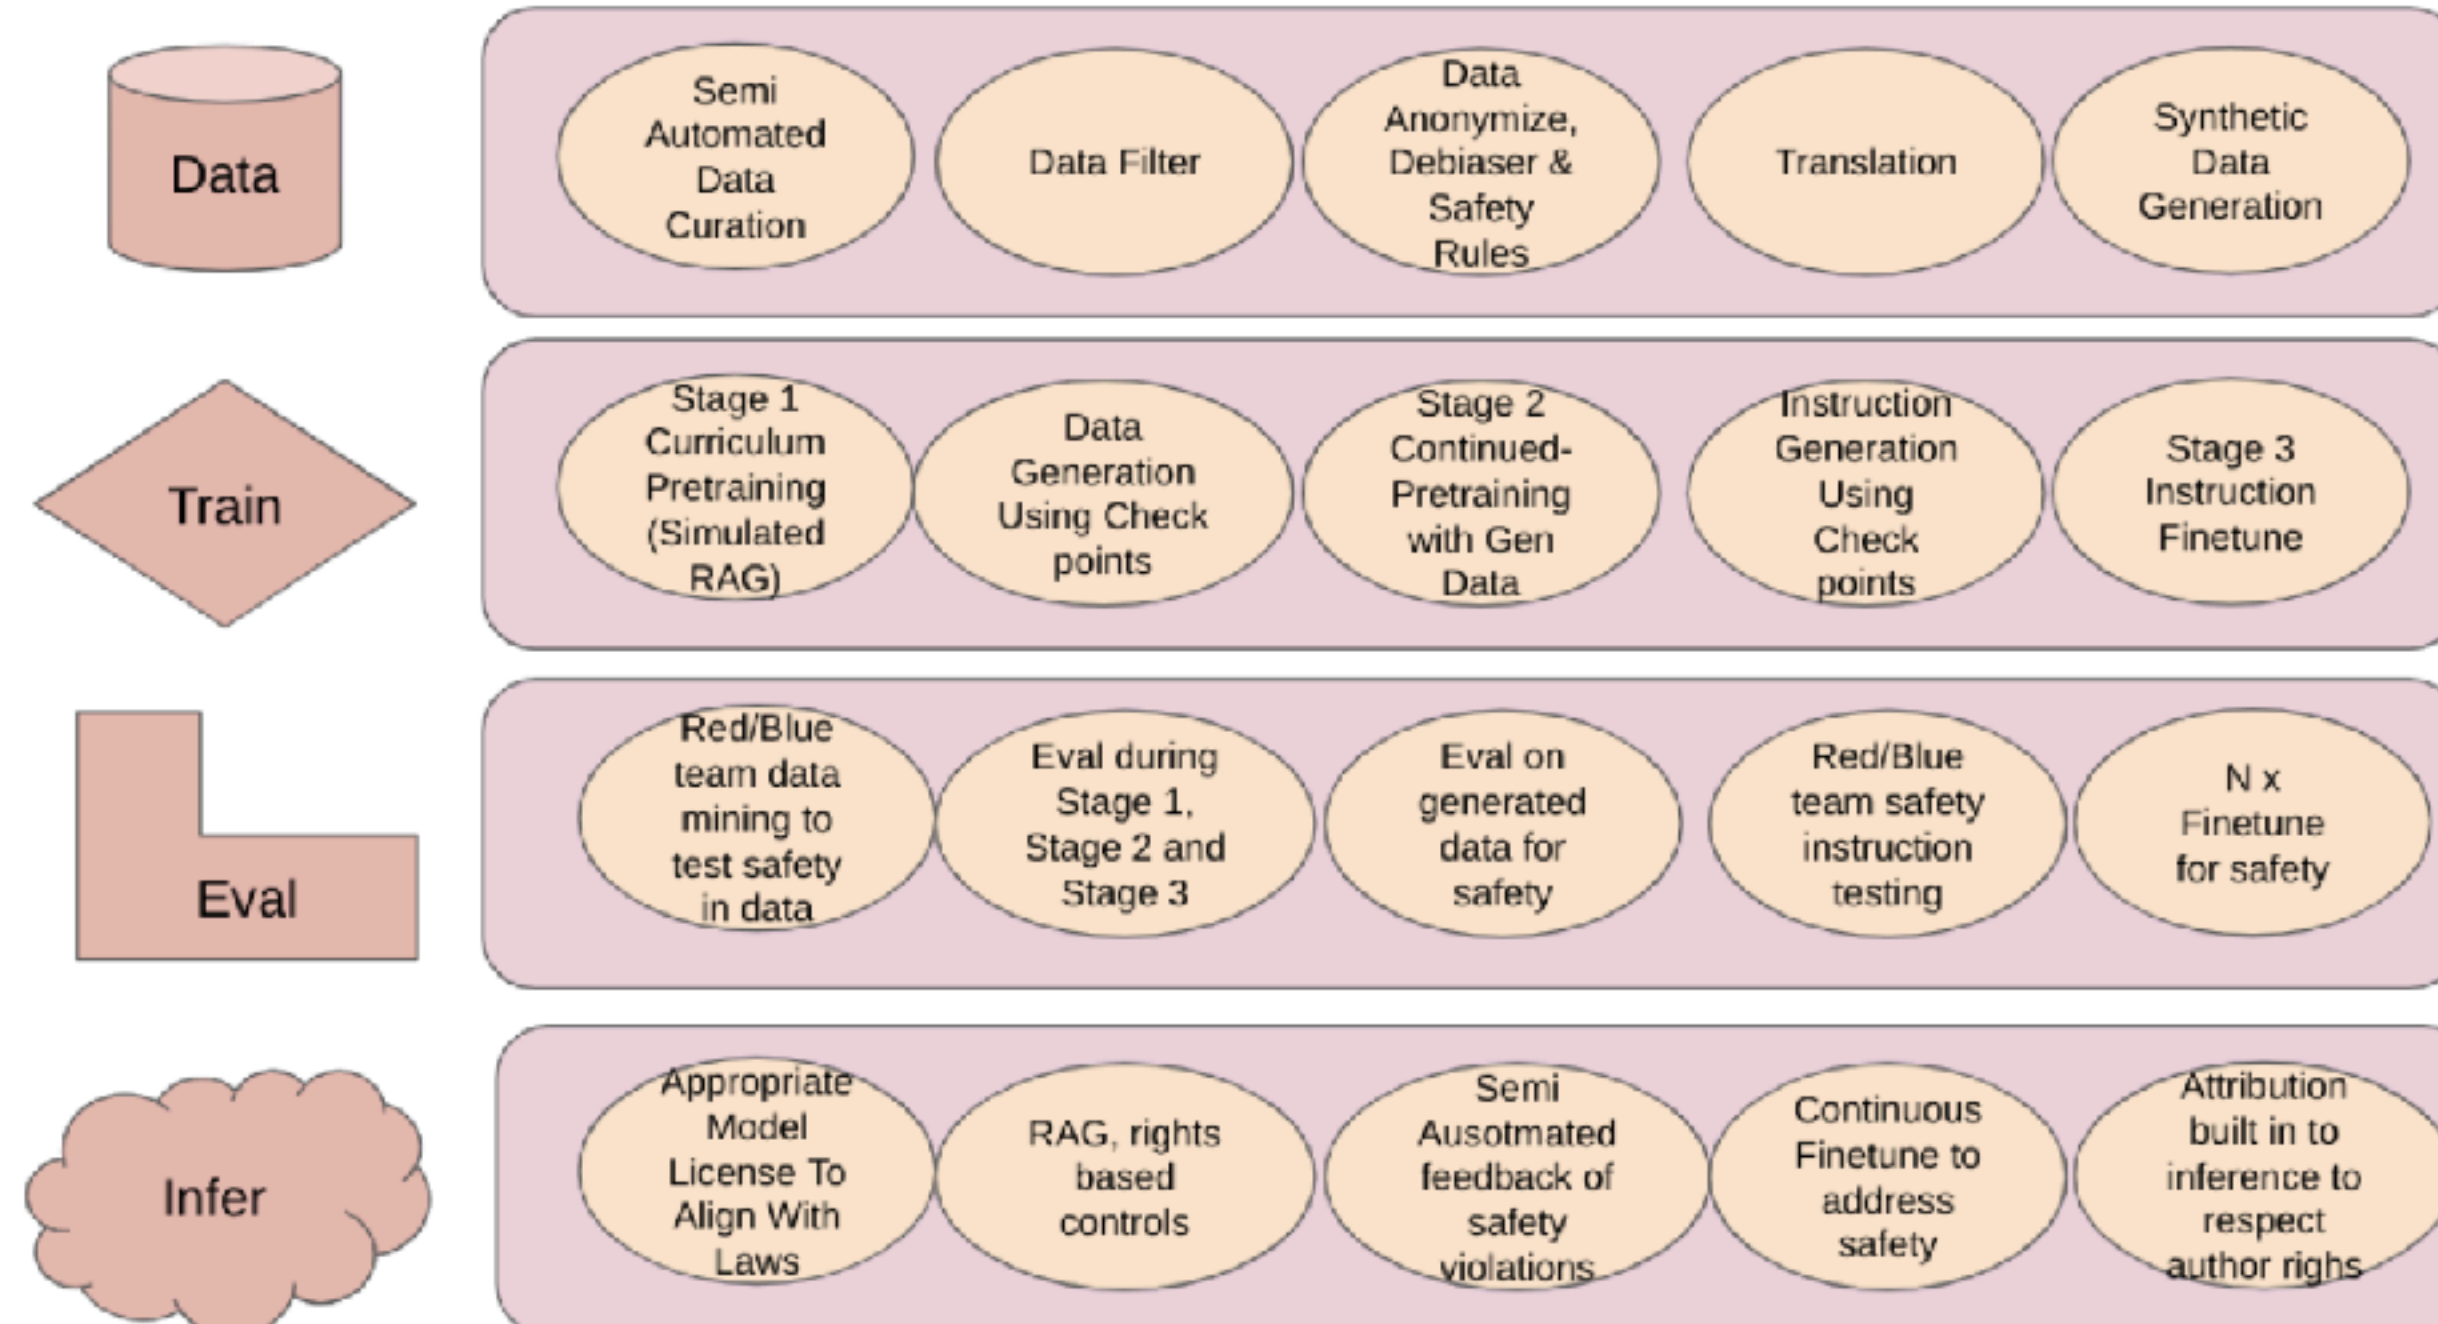 Data
Semi
Automated
Data
Curation
Data Filter
Data
Anonymize,
Debiaser &
Safety
Rules
Translation
Synthetic
Data
Generation
Train
Stage 1
Curriculum
Pretraining
(Simulated
RAG)
Data
Generation
Using Check
points
Stage 2
Continued-
Pretraining
with Gen
Data
Instruction
Generation
Using
Check
points
Stage 3
Instruction
Finetune
Eval
Red/Blue
team data
mining to
test safety
in data
Eval during
Stage 1,
Stage 2 and
Stage 3
Eval on
generated
data for
safety
Red/Blue
team safety
instruction
testing
N x
Finetune
for safety
Infer
Appropriate
Model
License To
Align With
Laws
RAG, rights
based
controls
Semi
Ausotmated
feedback of
safety
violations
Continuous
Finetune to
address
safety
Attribution
built in to
inference to
respect
author righs